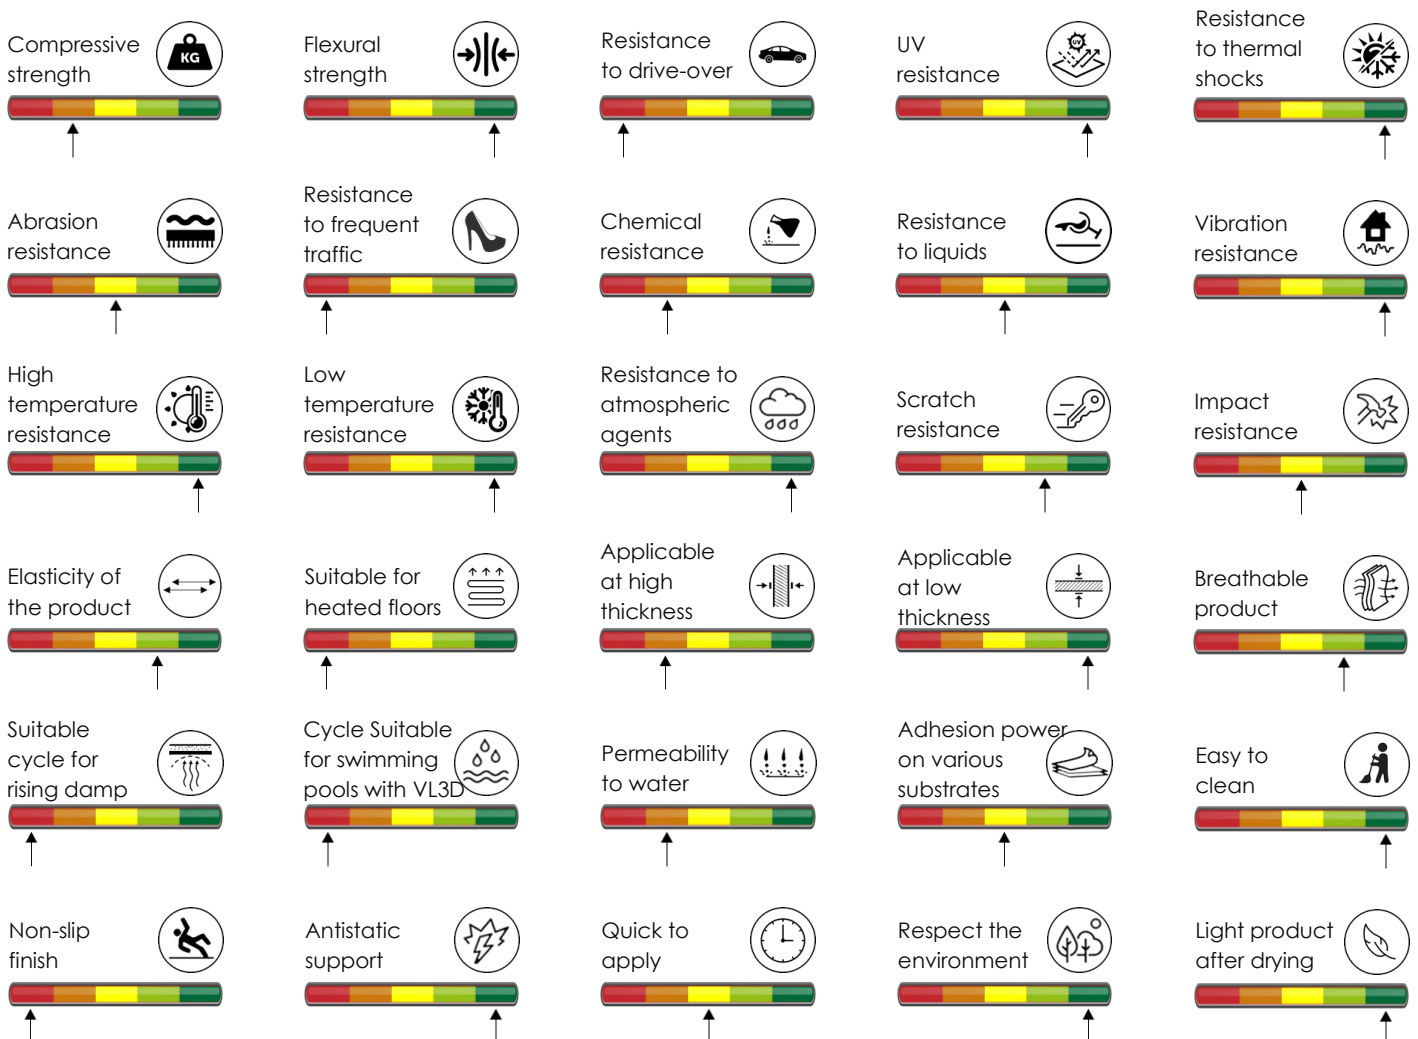 Compressive
strength
KG
Flexural
strength
Resistance
to drive-over
UV
resistance
UV
Resistance
to thermal
shocks
Abrasion
resistance
Resistance
to frequent
traffic
Chemical
resistance
Resistance
to liquids
Vibration
resistance
High
temperature
resistance
Low
temperature
resistance
Resistance to
atmospheric
agents
Scratch
resistance
Impact
resistance
Elasticity of
the product
Suitable for
heated floors
Applicable
at high
thickness
Applicable
at low
thickness
Breathable
product
Suitable
cycle for
rising damp
Cycle Suitable
for swimming
pools with VL3D
Permeability
to water
Adhesion power
on various
substrates
Easy to
clean
Non-slip
finish
Antistatic
support
Quick to
apply
Respect the
environment
Light product
after drying